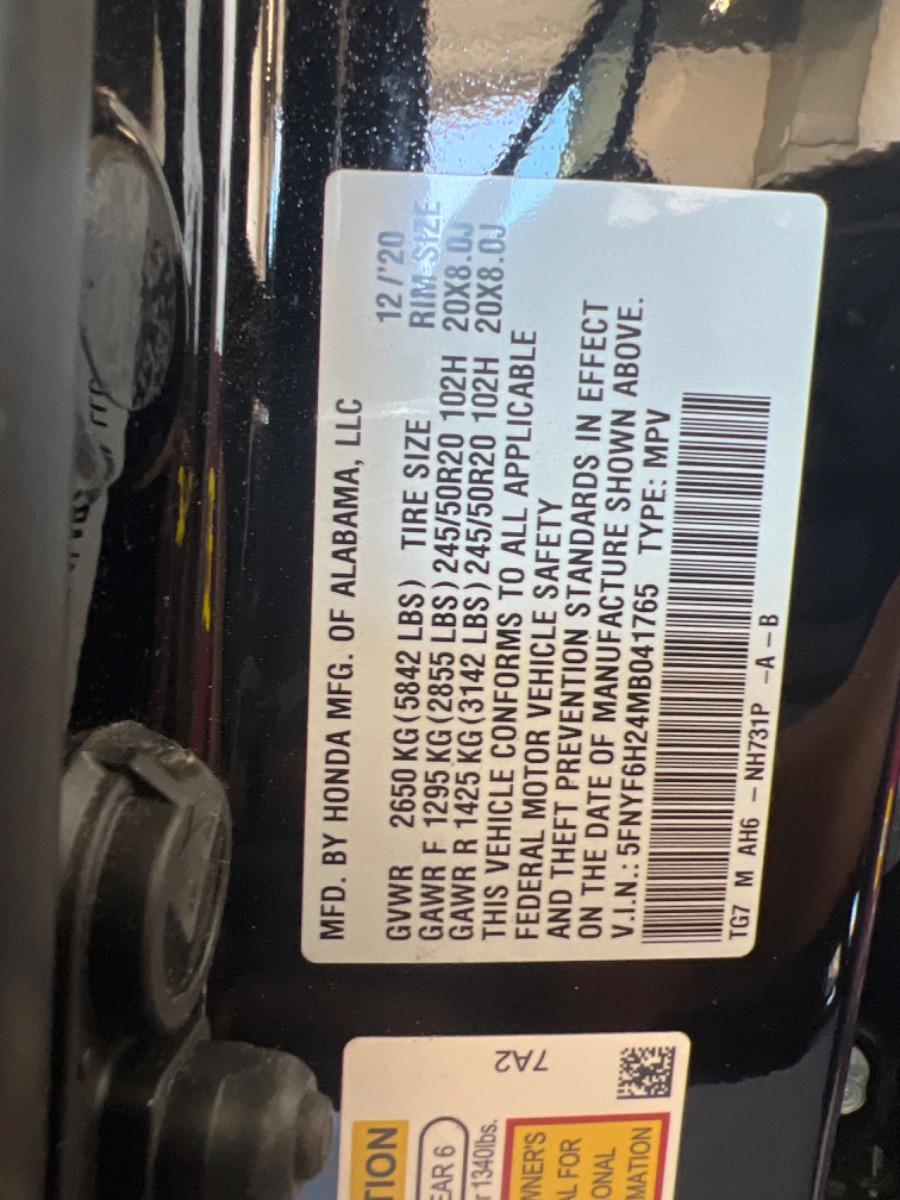 MFD. BY HONDA MFG. OF ALABAMA, LLC
12/'20
GVWR 2650 KG (5842 LBS) TIRE SIZE RIM SIZE
GAWR F 1295 KG (2855 LBS) 245/50R20 102H 20X8.0J
GAWR R 1425 KG (3142 LBS) 245/50R20 102H 20X8.0J
THIS VEHICLE CONFORMS TO ALL APPLICABLE
FEDERAL MOTOR VEHICLE SAFETY
AND THEFT PREVENTION STANDARDS IN EFFECT
ON THE DATE OF MANUFACTURE SHOWN ABOVE.
V.I.N.: 5FNYF6H24MB041765 TYPE: MPV
TG7 M AH6 - NH731P -A-B
7A2
TION
EAR 6
r 1340lbs.
WNER'S
AL FOR
ONAL
MATION